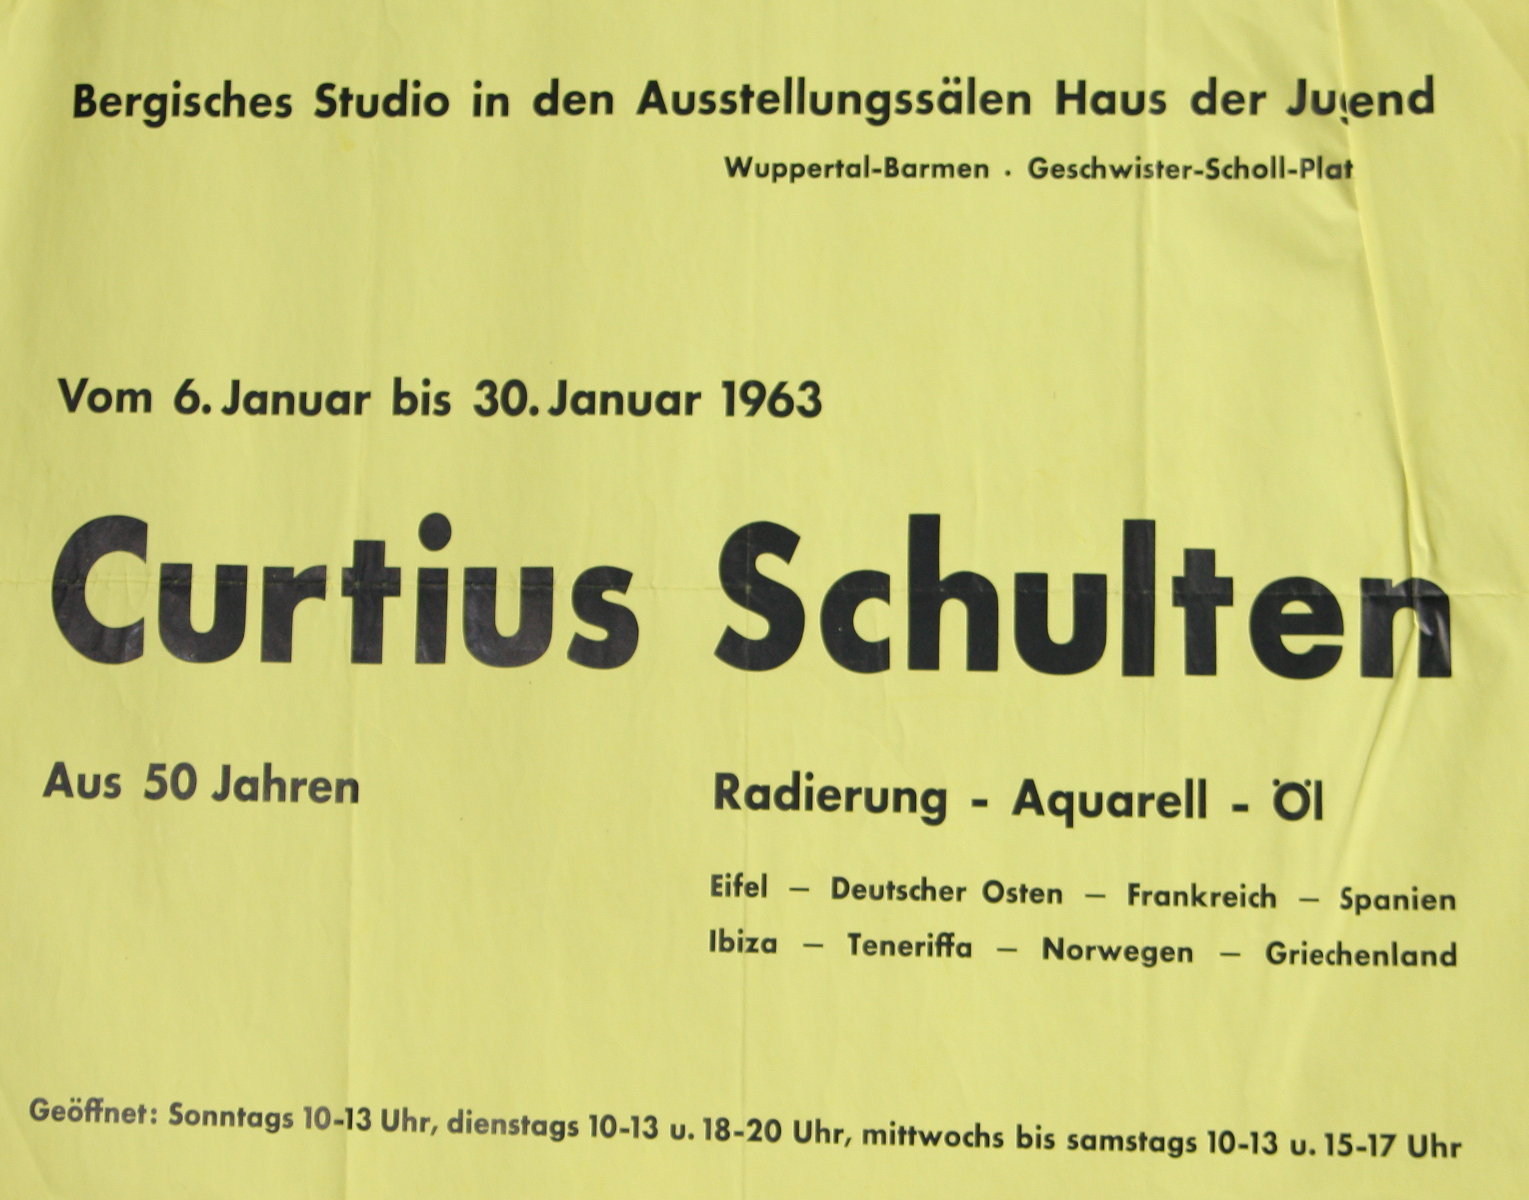 Bergisches Studio in den Ausstellungssälen Haus der Jugend
Wuppertal-Barmen · Geschwister-Scholl-Plat
Vom 6. Januar bis 30. Januar 1963
Curtius Schulten
Aus 50 Jahren
Radierung - Aquarell - Öl
Eifel – Deutscher Osten – Frankreich – Spanien
Ibiza – Teneriffa – Norwegen – Griechenland
Geöffnet: Sonntags 10-13 Uhr, dienstags 10-13 u. 18-20 Uhr, mittwochs bis samstags 10-13 u. 15-17 Uhr